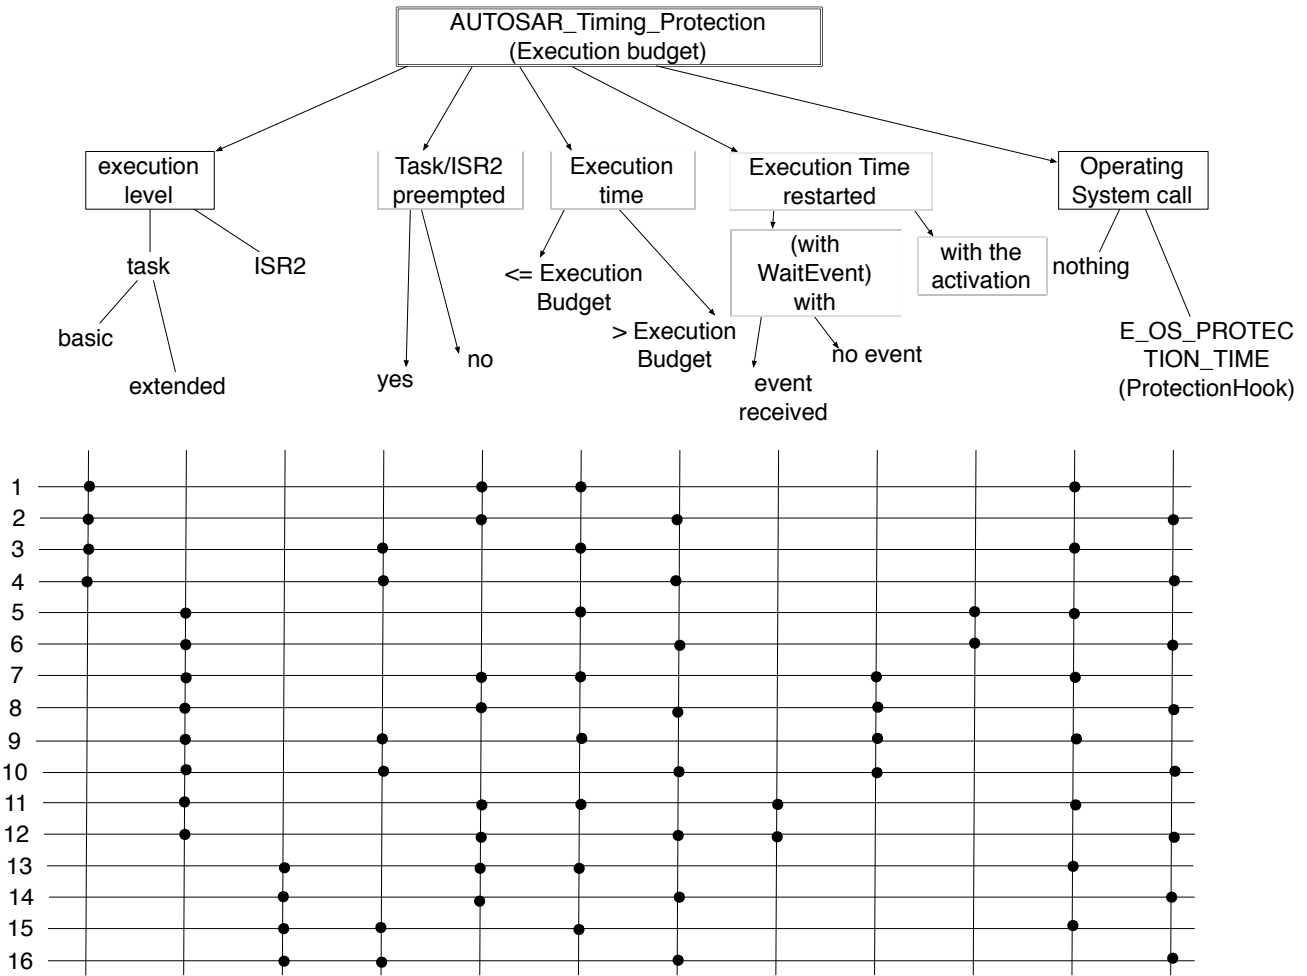 AUTOSAR_Timing_Protection
(Execution budget)
execution
level
Task/ISR2
preempted
Execution
time
Execution Time
restarted
Operating
System call
task
ISR2
basic
extended
yes
no
<= Execution
Budget
> Execution
Budget
(with
WaitEvent)
with
with the
activation
event
received
no event
nothing
E_OS_PROTEC
TION_TIME
(ProtectionHook)
1
2
3
4
5
6
7
8
9
10
11
12
13
14
15
16